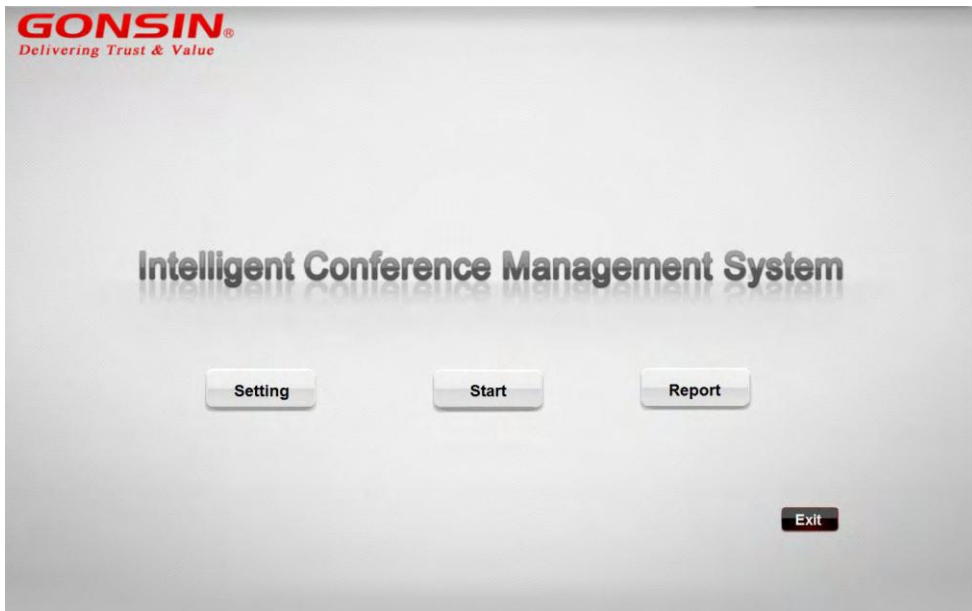 GONSIN®
Delivering Trust & Value
Intelligent Conference Management System
Setting
Start
Report
Exit